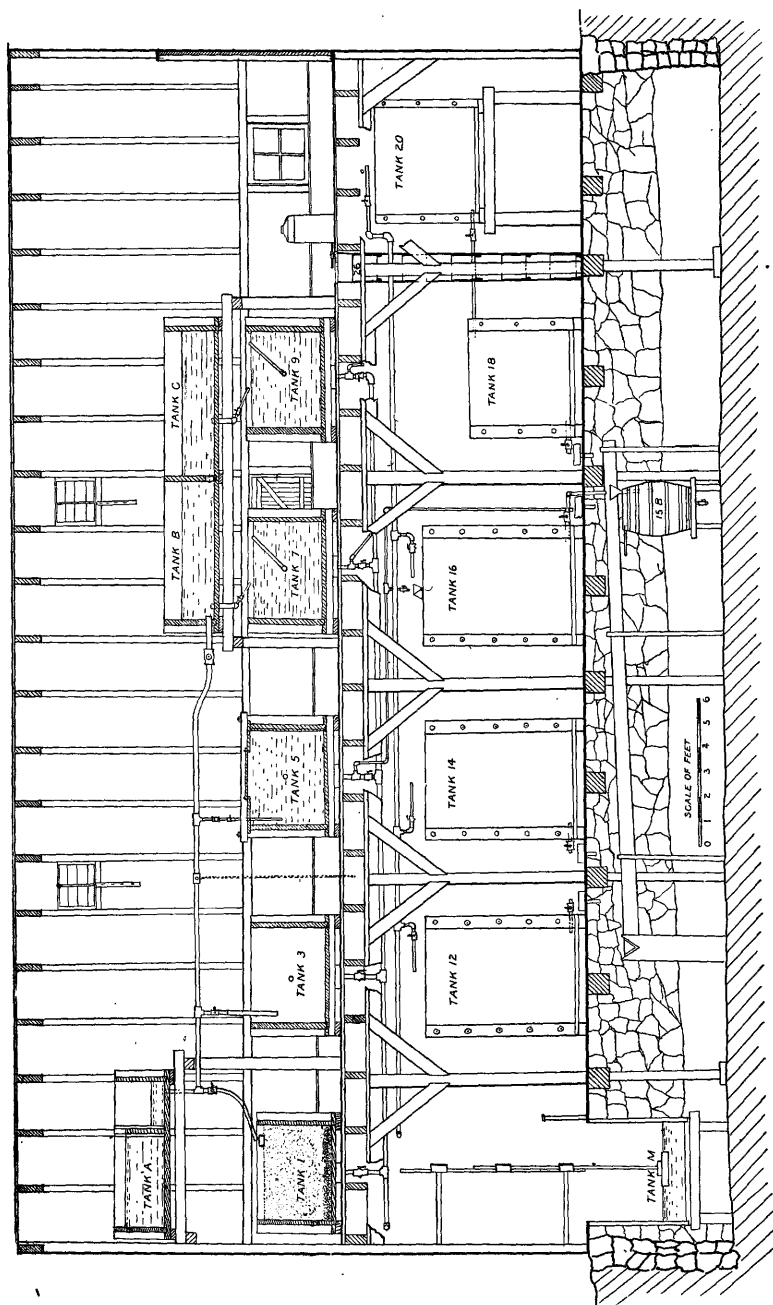 TANK A
TANK B
TANK C
TANK 1
TANK 3
TANK 5
TANK 7
TANK 9
26
TANK 12
TANK 14
TANK 16
TANK 18
TANK 20
TANK M
15 B
SCALE OF FEET
0 1 2 3 4 5 6